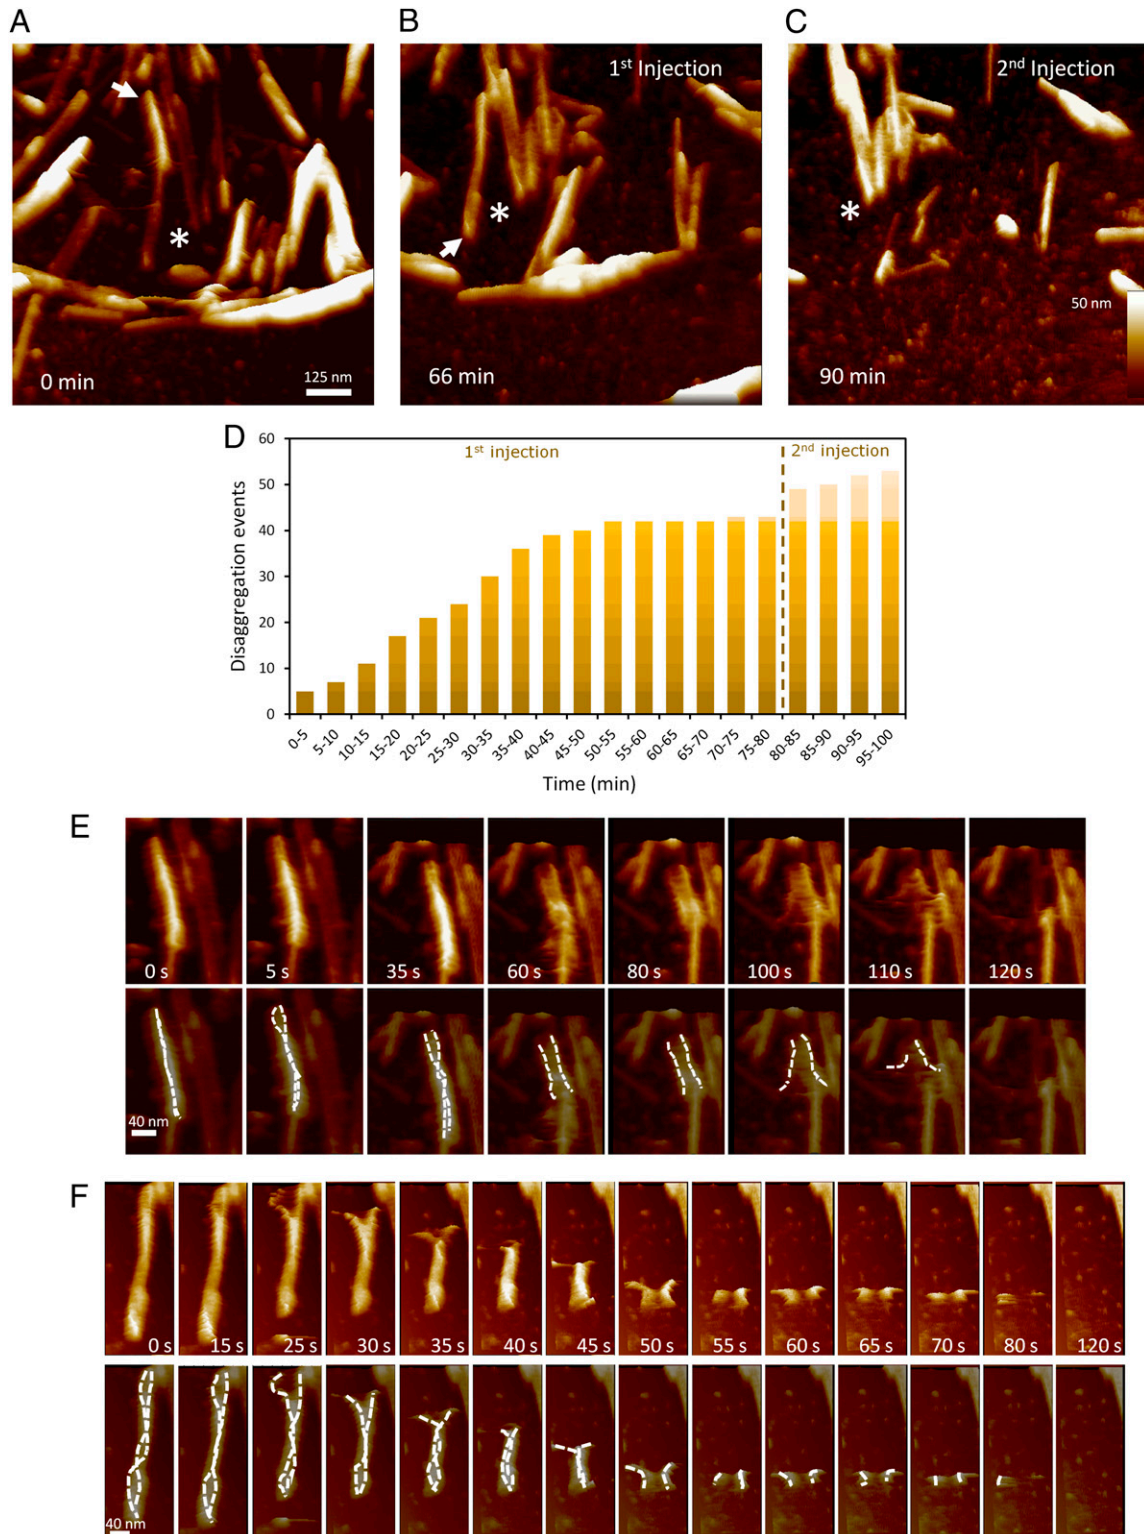 A
B
C
1st Injection
2nd Injection
*
*
*
0 min
125 nm
66 min
90 min
50 nm
D
60
50
40
30
20
10
0
Disaggregation events
1st injection
2nd injection
0-5
5-10
10-15
15-20
20-25
25-30
30-35
35-40
40-45
45-50
50-55
55-60
60-65
65-70
70-75
75-80
80-85
85-90
90-95
95-100
Time (min)
E
0 s
5 s
35 s
60 s
80 s
100 s
110 s
120 s
40 nm
F
0 s
15 s
25 s
30 s
35 s
40 s
45 s
50 s
55 s
60 s
65 s
70 s
80 s
120 s
40 nm